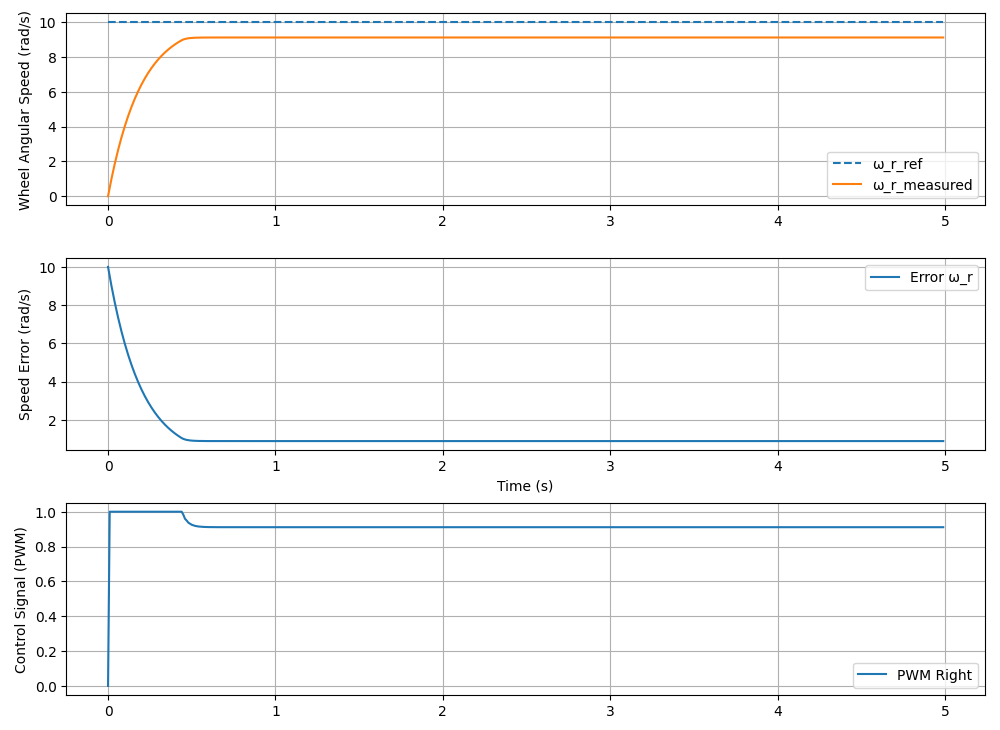 Wheel Angular Speed (rad/s)
10
8
6
4
2
0
ω_r_ref
ω_r_measured
0 1 2 3 4 5
Speed Error (rad/s)
10
8
6
4
2
Error ω_r
0 1 2 3 4 5
Time (s)
Control Signal (PWM)
1.0
0.8
0.6
0.4
0.2
0.0
PWM Right
0 1 2 3 4 5